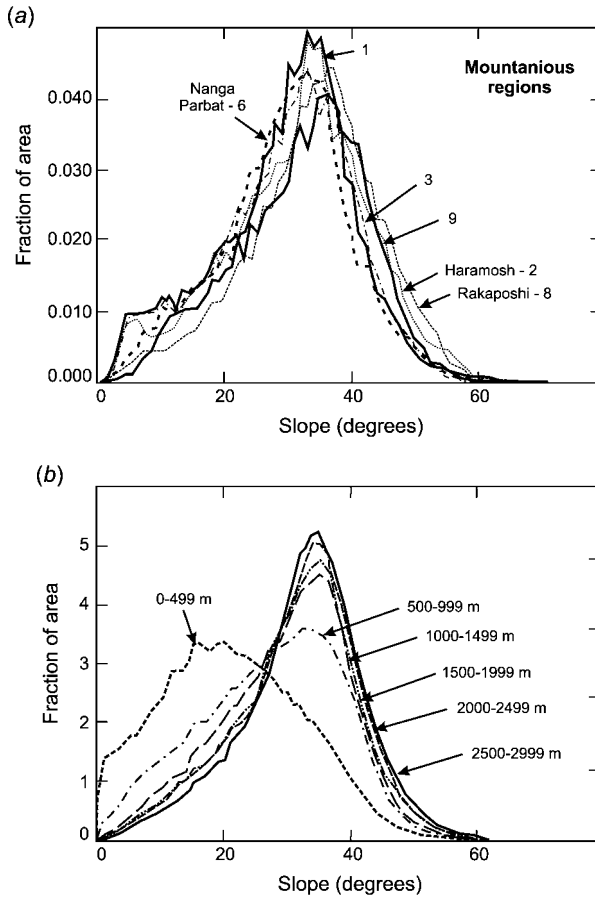 (a)
Mountanious
regions
Nanga
Parbat - 6
1
3
9
Haramosh - 2
Rakaposhi - 8
Fraction of area
0.040
0.030
0.020
0.010
0.000
0 20 40 60
Slope (degrees)
(b)
0-499 m
500-999 m
1000-1499 m
1500-1999 m
2000-2499 m
2500-2999 m
Fraction of area
5
4
3
2
1
0
0 20 40 60
Slope (degrees)